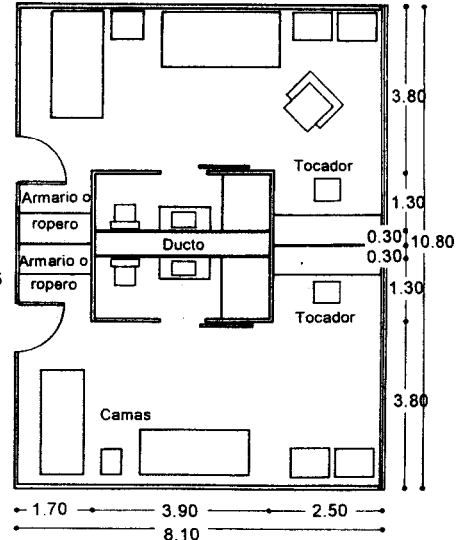 3.80
Tocador
Armario o
ropero
1.30
Ducto
0.30
10.80
0.30
Armario o
ropero
1.30
Tocador
Camas
3.80
1.70
3.90
2.50
8.10